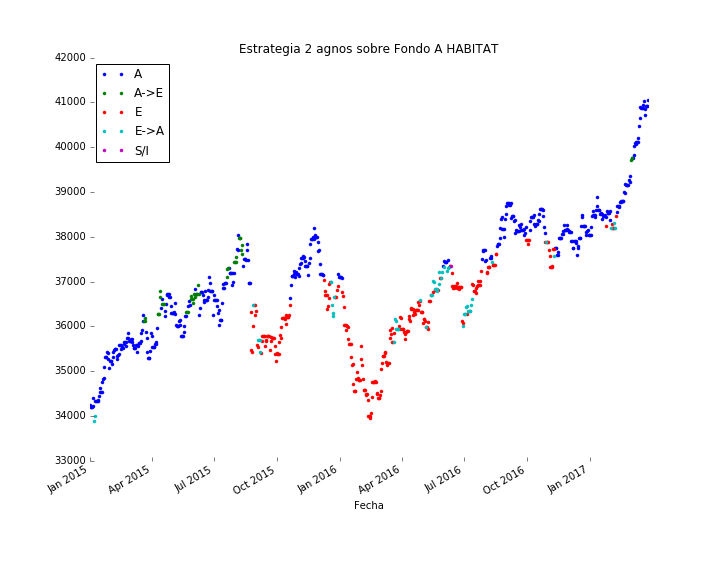 Estrategia 2 agnos sobre Fondo A HABITAT
42000
41000
40000
39000
38000
37000
36000
35000
34000
33000
A
A->E
E
E->A
S/I
Jan 2015
Apr 2015
Jul 2015
Oct 2015
Jan 2016
Apr 2016
Jul 2016
Oct 2016
Jan 2017
Fecha